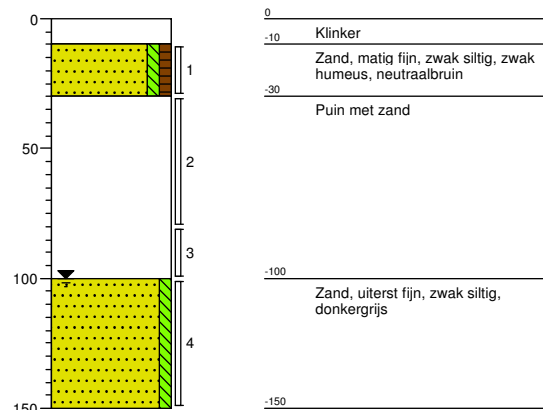 0
50
100
150
1
2
3
4
0
Klinker
-10
Zand, matig fijn, zwak siltig, zwak
humeus, neutraalbruin
-30
Puin met zand
-100
Zand, uiterst fijn, zwak siltig,
donkergrijs
-150